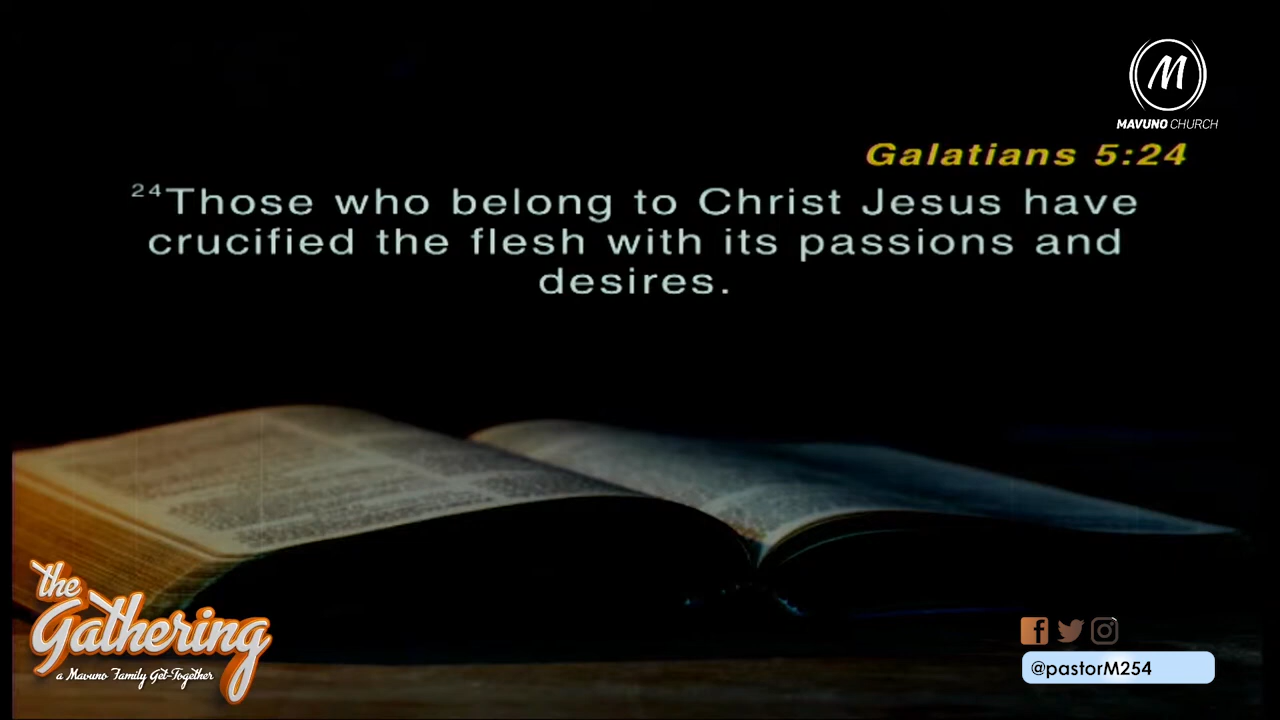 M
MAVUNO CHURCH
Galatians 5:24
24Those who belong to Christ Jesus have
crucified the flesh with its passions and
desires.
the
Gathering
a Mavuno Family Get-Together
@pastorM254